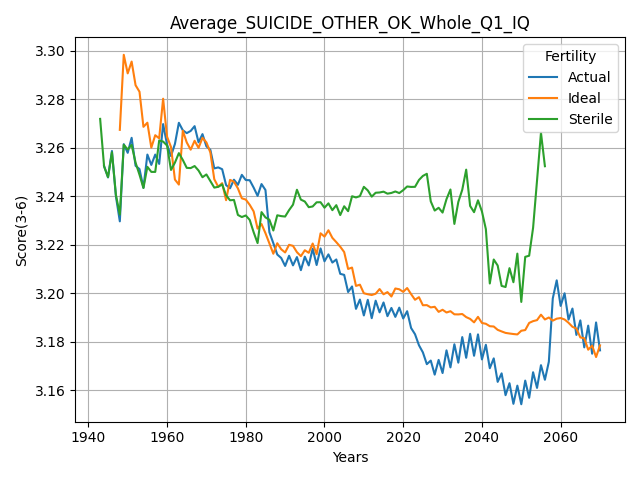 Average_SUICIDE_OTHER_OK_Whole_Q1_IQ
Fertility
Actual
Ideal
Sterile
Score(3-6)
3.30
3.28
3.26
3.24
3.22
3.20
3.18
3.16
1940 1960 1980 2000 2020 2040 2060
Years